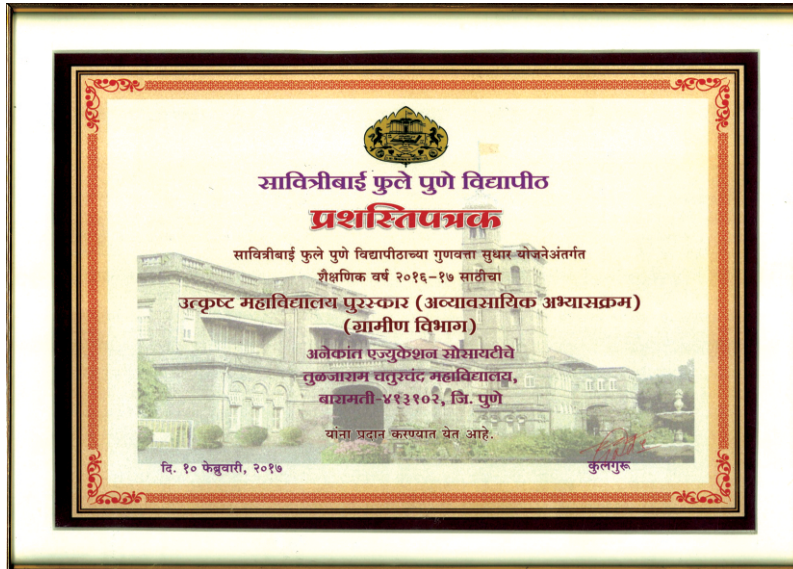 सावित्रीबाई फुले पुणे विद्यापीठ
प्रशस्तिपत्रक
सावित्रीबाई फुले पुणे विद्यापीठाच्या गुणवत्ता सुधार योजनेअंतर्गत
शैक्षणिक वर्ष २०१६-१७ साठीचा
उत्कृष्ट महाविद्यालय पुरस्कार (अव्यावसायिक अभ्यासक्रम)
(ग्रामीण विभाग)
अनेकांत एज्युकेशन सोसायटीचे
तुळजाराम चतुरचंद महाविद्यालय,
बारामती-४१३१०२, जि. पुणे
यांना प्रदान करण्यात येत आहे.
दि. १० फेब्रुवारी, २०१७
कुलगुरू